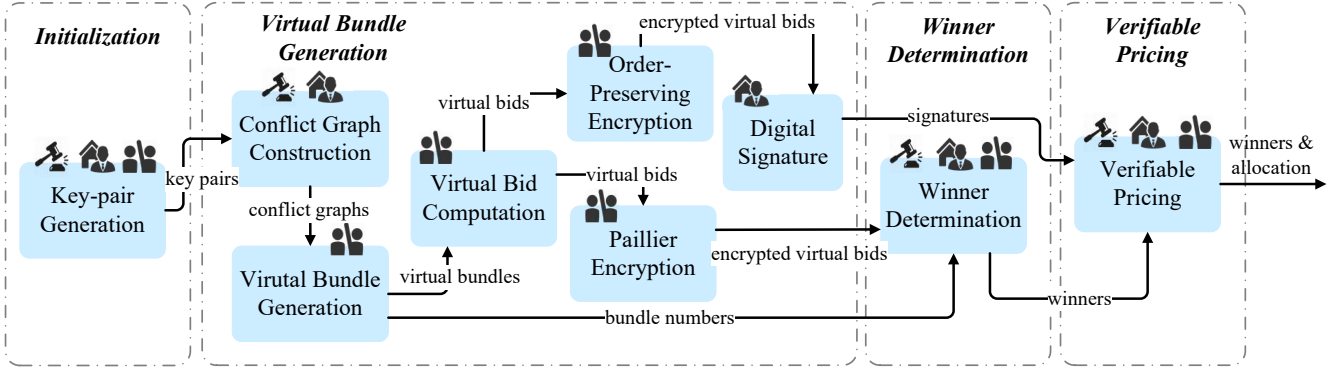 Initialization
Key-pair
Generation
key pairs
Virtual Bundle
Generation
Conflict Graph
Construction
conflict graphs
Virutal Bundle
Generation
virtual bundles
bundle numbers
Virtual Bid
Computation
virtual bids
virtual bids
Order-
Preserving
Encryption
encrypted virtual bids
Digital
Signature
signatures
Paillier
Encryption
encrypted virtual bids
Winner
Determination
Winner
Determination
winners
Verifiable
Pricing
Verifiable
Pricing
winners &
allocation